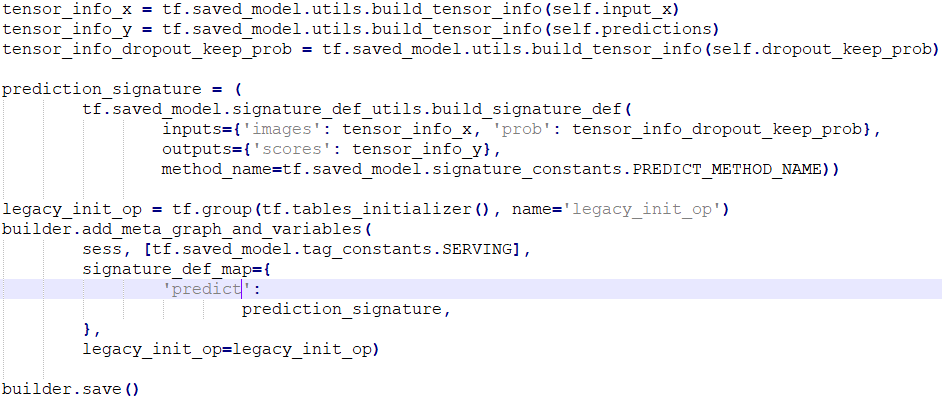 tensor_info_x = tf.saved_model.utils.build_tensor_info(self.input_x)
tensor_info_y = tf.saved_model.utils.build_tensor_info(self.predictions)
tensor_info_dropout_keep_prob = tf.saved_model.utils.build_tensor_info(self.dropout_keep_prob)
prediction_signature = (
tf.saved_model.signature_def_utils.build_signature_def(
inputs={'images': tensor_info_x, 'prob': tensor_info_dropout_keep_prob},
outputs={'scores': tensor_info_y},
method_name=tf.saved_model.signature_constants.PREDICT_METHOD_NAME))
legacy_init_op = tf.group(tf.tables_initializer(), name='legacy_init_op')
builder.add_meta_graph_and_variables(
sess, [tf.saved_model.tag_constants.SERVING],
signature_def_map={
'predict':
prediction_signature,
},
legacy_init_op=legacy_init_op)
builder.save()